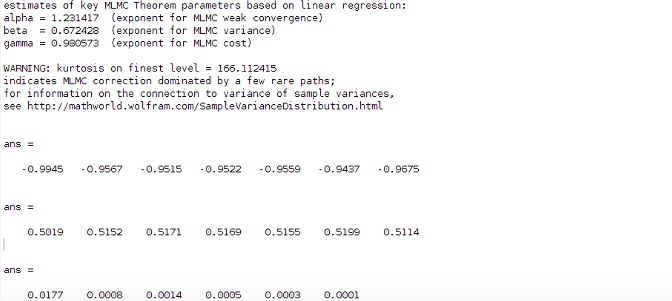 estimates of key MLMC Theorem parameters based on linear regression:
alpha = 1.231417 (exponent for MLMC weak convergence)
beta = 0.672428 (exponent for MLMC variance)
gamma = 0.980573 (exponent for MLMC cost)
WARNING: kurtosis on finest level = 166.112415
indicates MLMC correction dominated by a few rare paths;
for information on the connection to variance of sample variances,
see http://mathworld.wolfram.com/SampleVarianceDistribution.html
ans =
-0.9945 -0.9567 -0.9515 -0.9522 -0.9559 -0.9437 -0.9675
ans =
0.5019 0.5152 0.5171 0.5169 0.5155 0.5199 0.5114
ans =
0.0177 0.0008 0.0014 0.0005 0.0003 0.0001